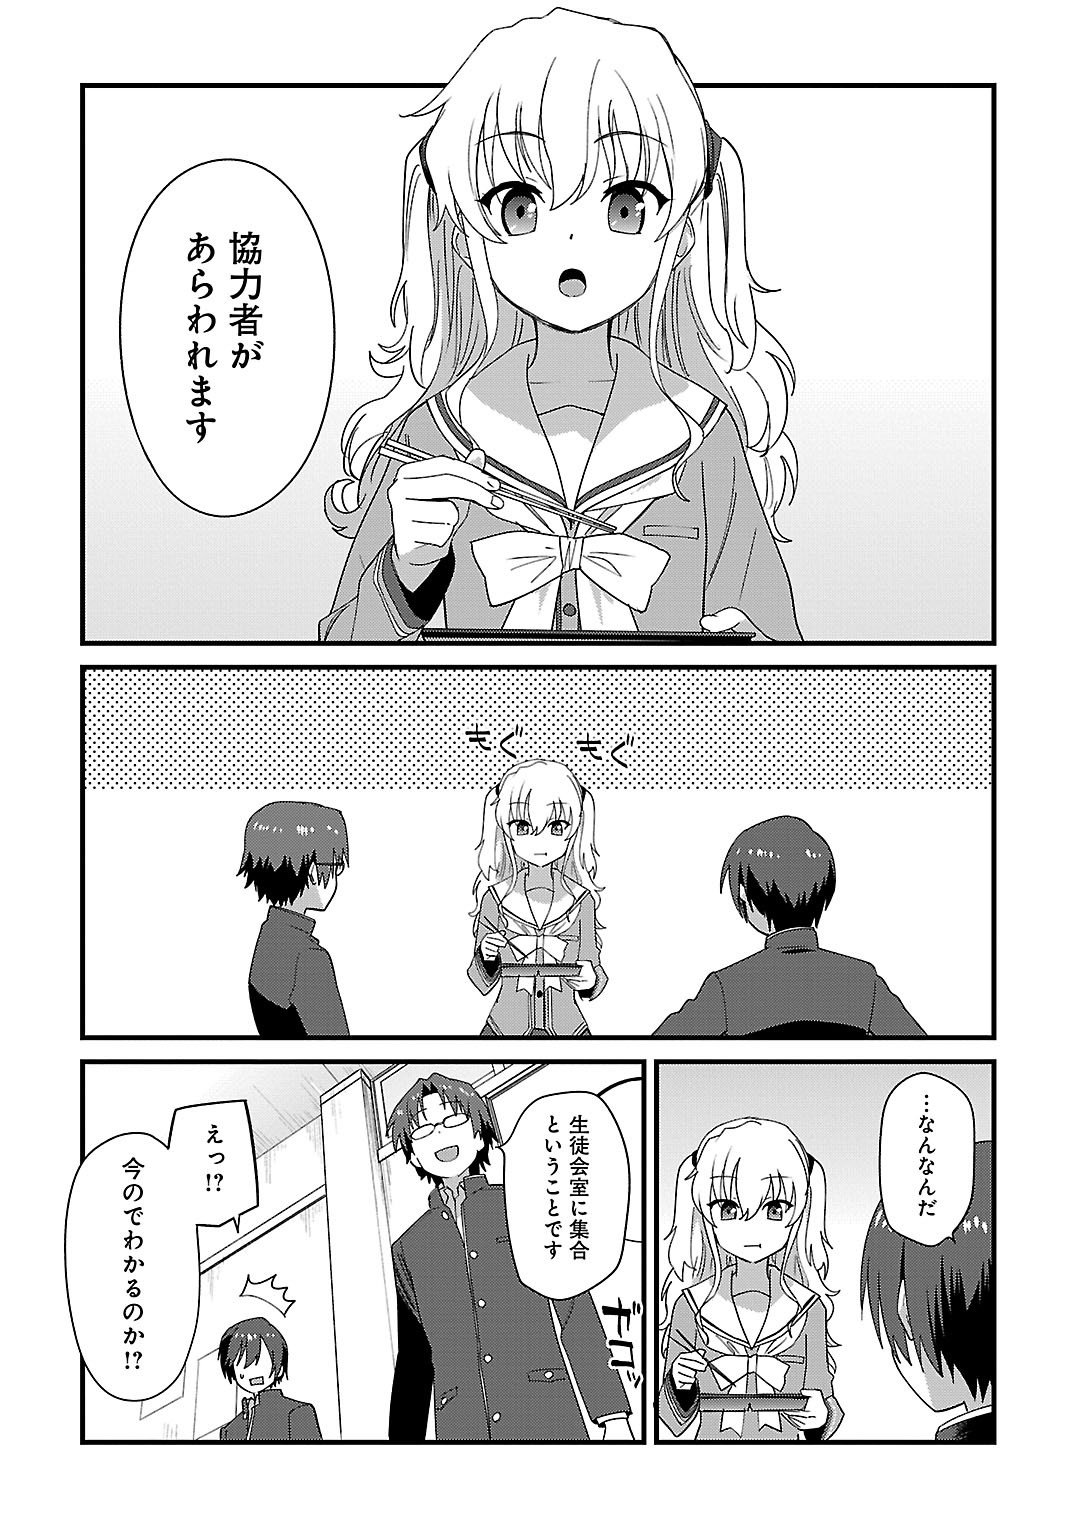 協力者が
あらわれます
もぐ
もぐ
…なんなんだ
生徒会室に集合
ということです
ギコッ
えっ!?
今のでわかるのか!?